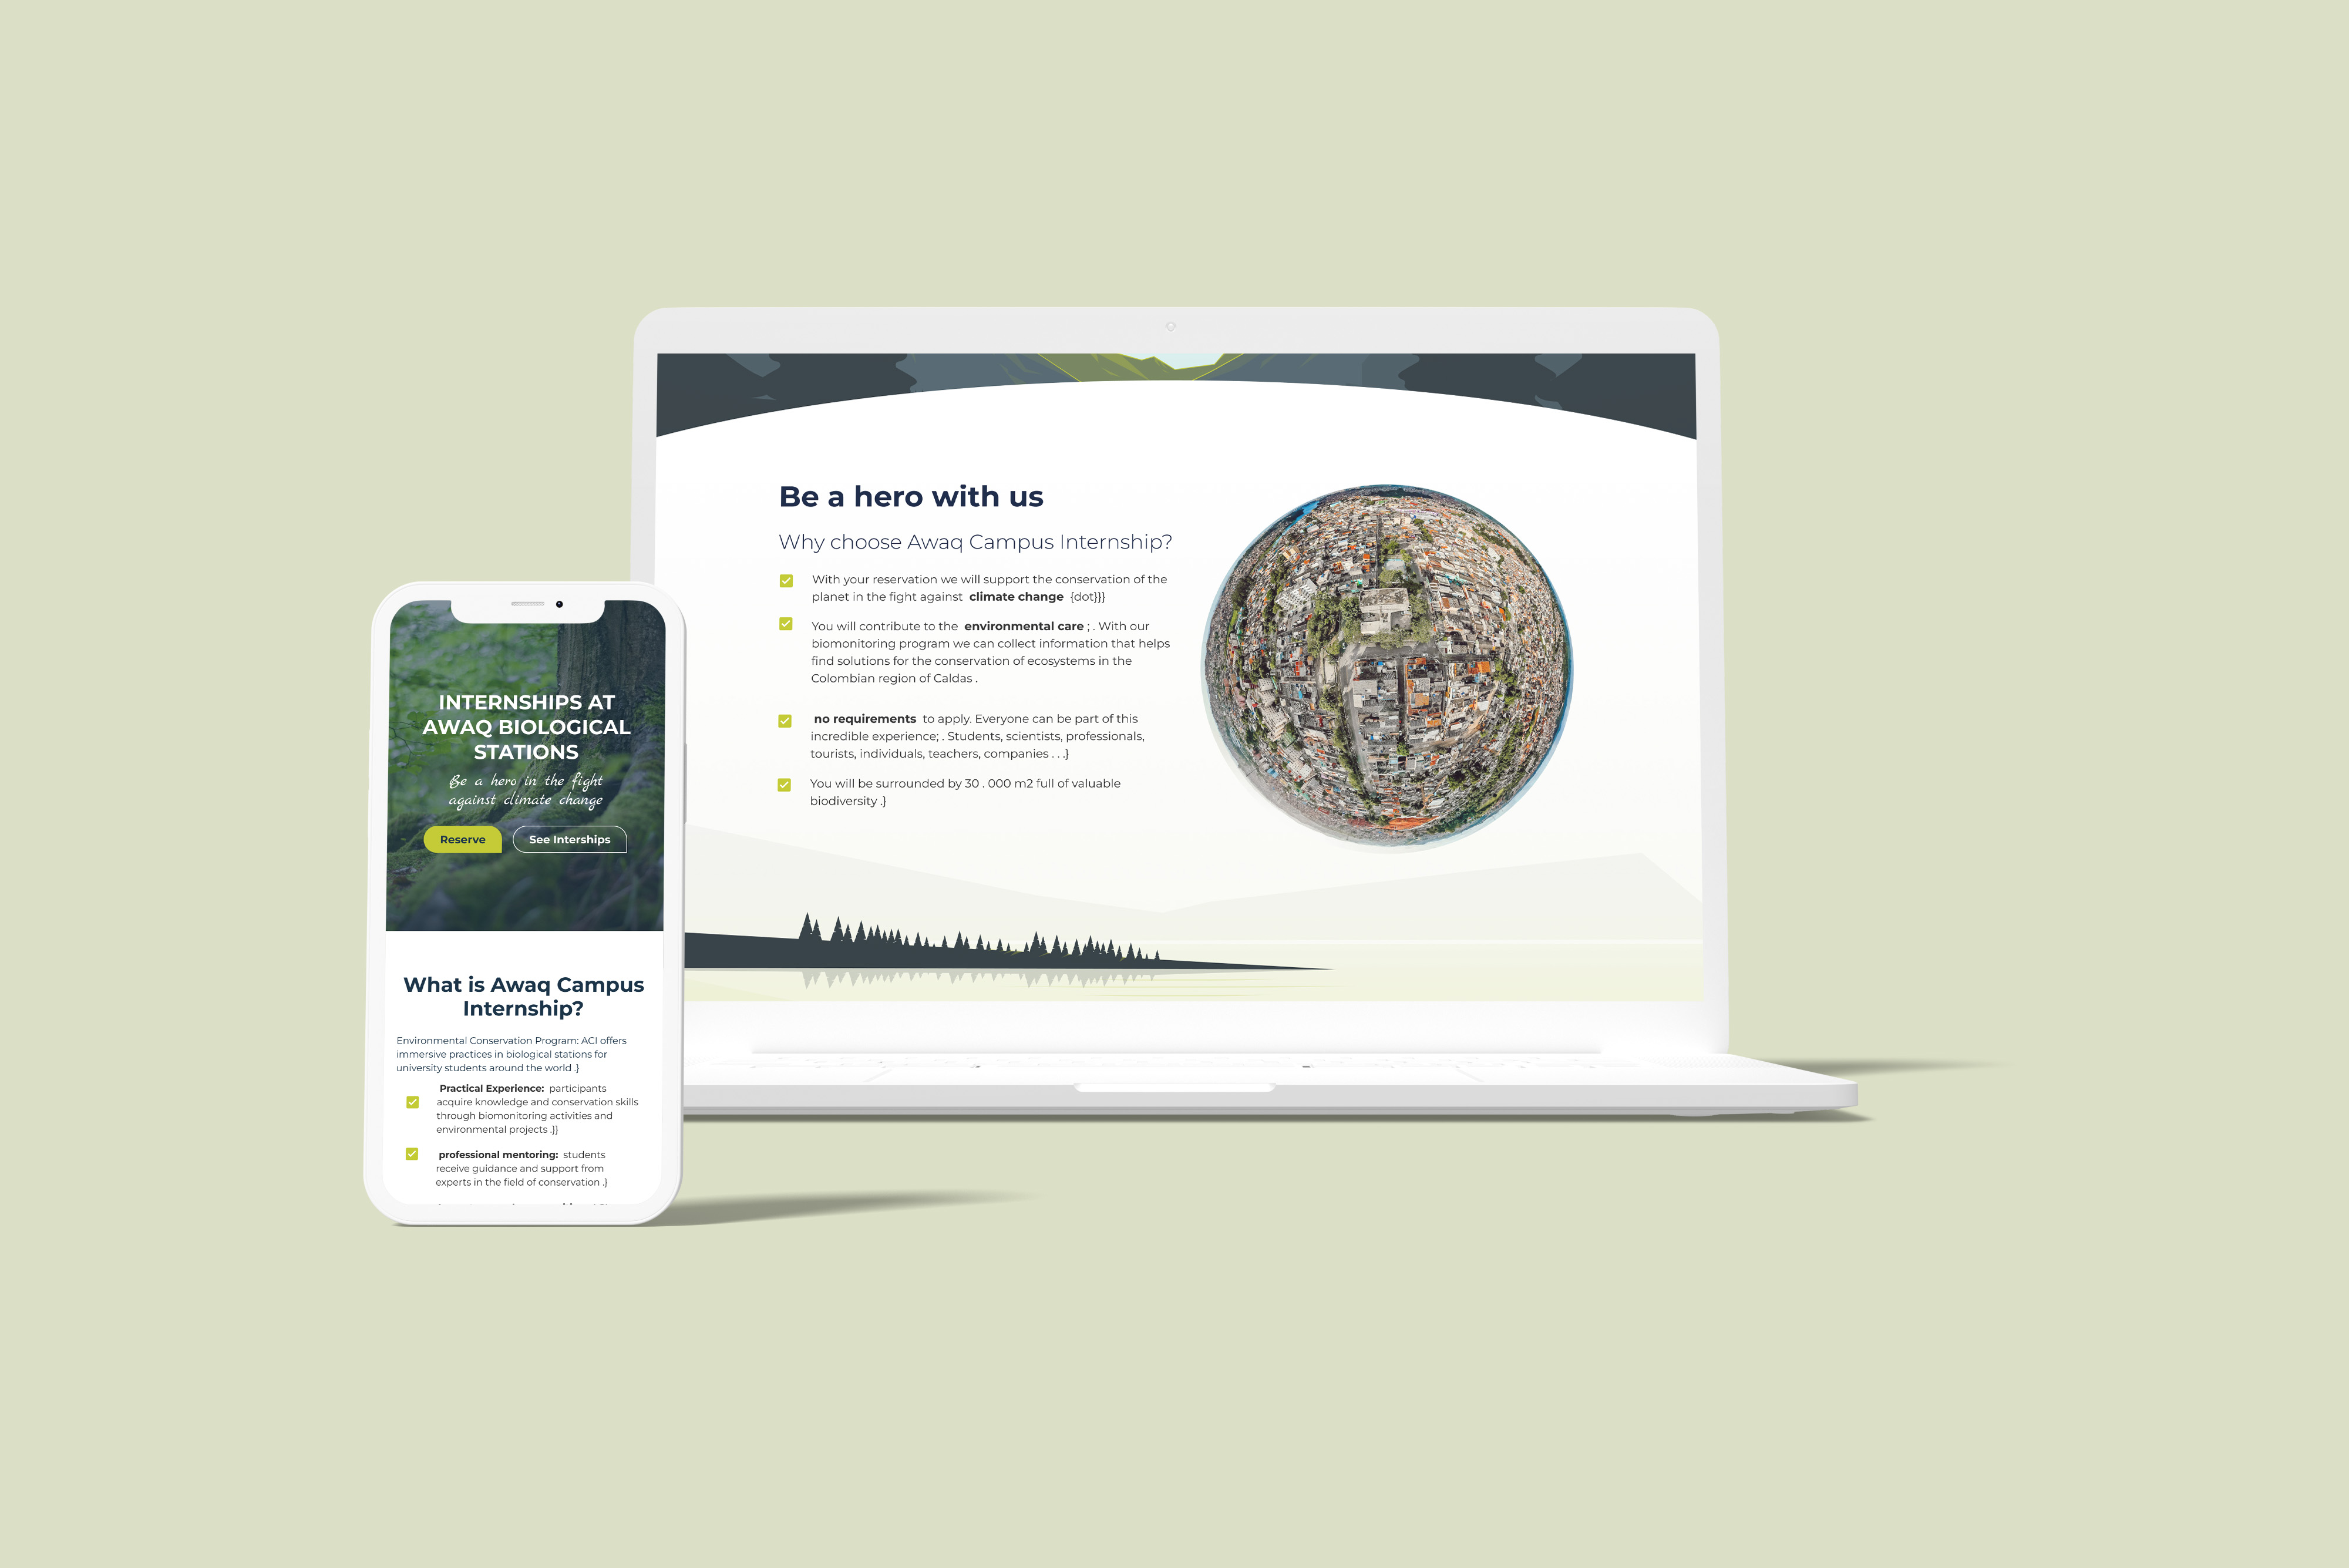 Be a hero with us
Why choose Awaq Campus Internship?
With your reservation we will support the conservation of the
planet in the fight against climate change {dot}}}
You will contribute to the environmental care ; . With our
biomonitoring program we can collect information that helps
find solutions for the conservation of ecosystems in the
Colombian region of Caldas .
no requirements to apply. Everyone can be part of this
incredible experience; . Students, scientists, professionals,
tourists, individuals, teachers, companies . . .}
You will be surrounded by 30 . 000 m2 full of valuable
biodiversity .}
INTERNSHIPS AT
AWAQ BIOLOGICAL
STATIONS
Be a hero in the fight
against climate change
Reserve
See Interships
What is Awaq Campus
Internship?
Environmental Conservation Program: ACI offers
immersive practices in biological stations for
university students around the world .}
Practical Experience: participants
acquire knowledge and conservation skills
through biomonitoring activities and
environmental projects .}}
professional mentoring: students
receive guidance and support from
experts in the field of conservation .}